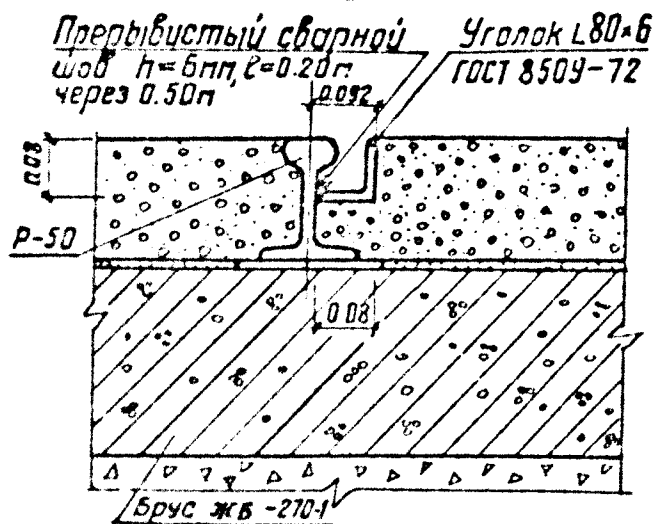 Прерывистый сварной
шов h=6мм, ℓ=0.20м
через 0.50м
Уголок L80×6
ГОСТ 8509-72
0.092
0.08
Р-50
0.08
Брус ЖБ-270-1